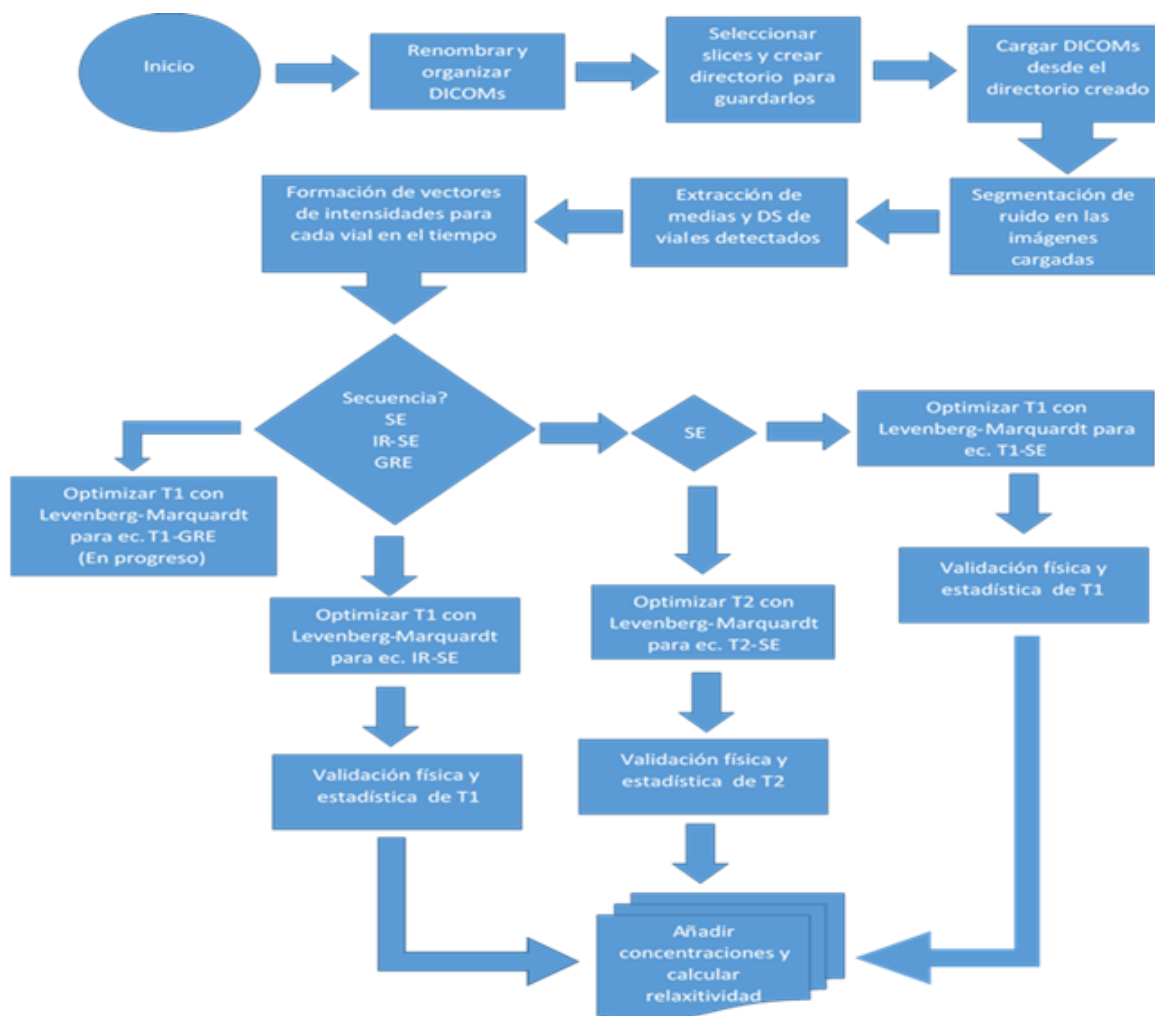 Inicio
Renombrar y
organizar
DICOMs
Seleccionar
slices y crear
directorio para
guardarlos
Cargar DICOMs
desde el
directorio creado
Segmentación de
ruido en las
imágenes
cargadas
Extracción de
medias y DS de
viales detectados
Formación de vectores
de intensidades para
cada vial en el tiempo
Secuencia?
SE
IR-SE
GRE
SE
Optimizar T1 con
Levenberg-Marquardt para
ec. T1-SE
Optimizar T1 con
Levenberg-Marquardt
para ec. T1-GRE
(En progreso)
Validación física y
estadística de T1
Optimizar T1 con
Levenberg-Marquardt
para ec. IR-SE
Optimizar T2 con
Levenberg-Marquardt
para ec. T2-SE
Validación física y
estadística de T1
Validación física y
estadística de T2
Añadir
concentraciones y
calcular
relaxitividad